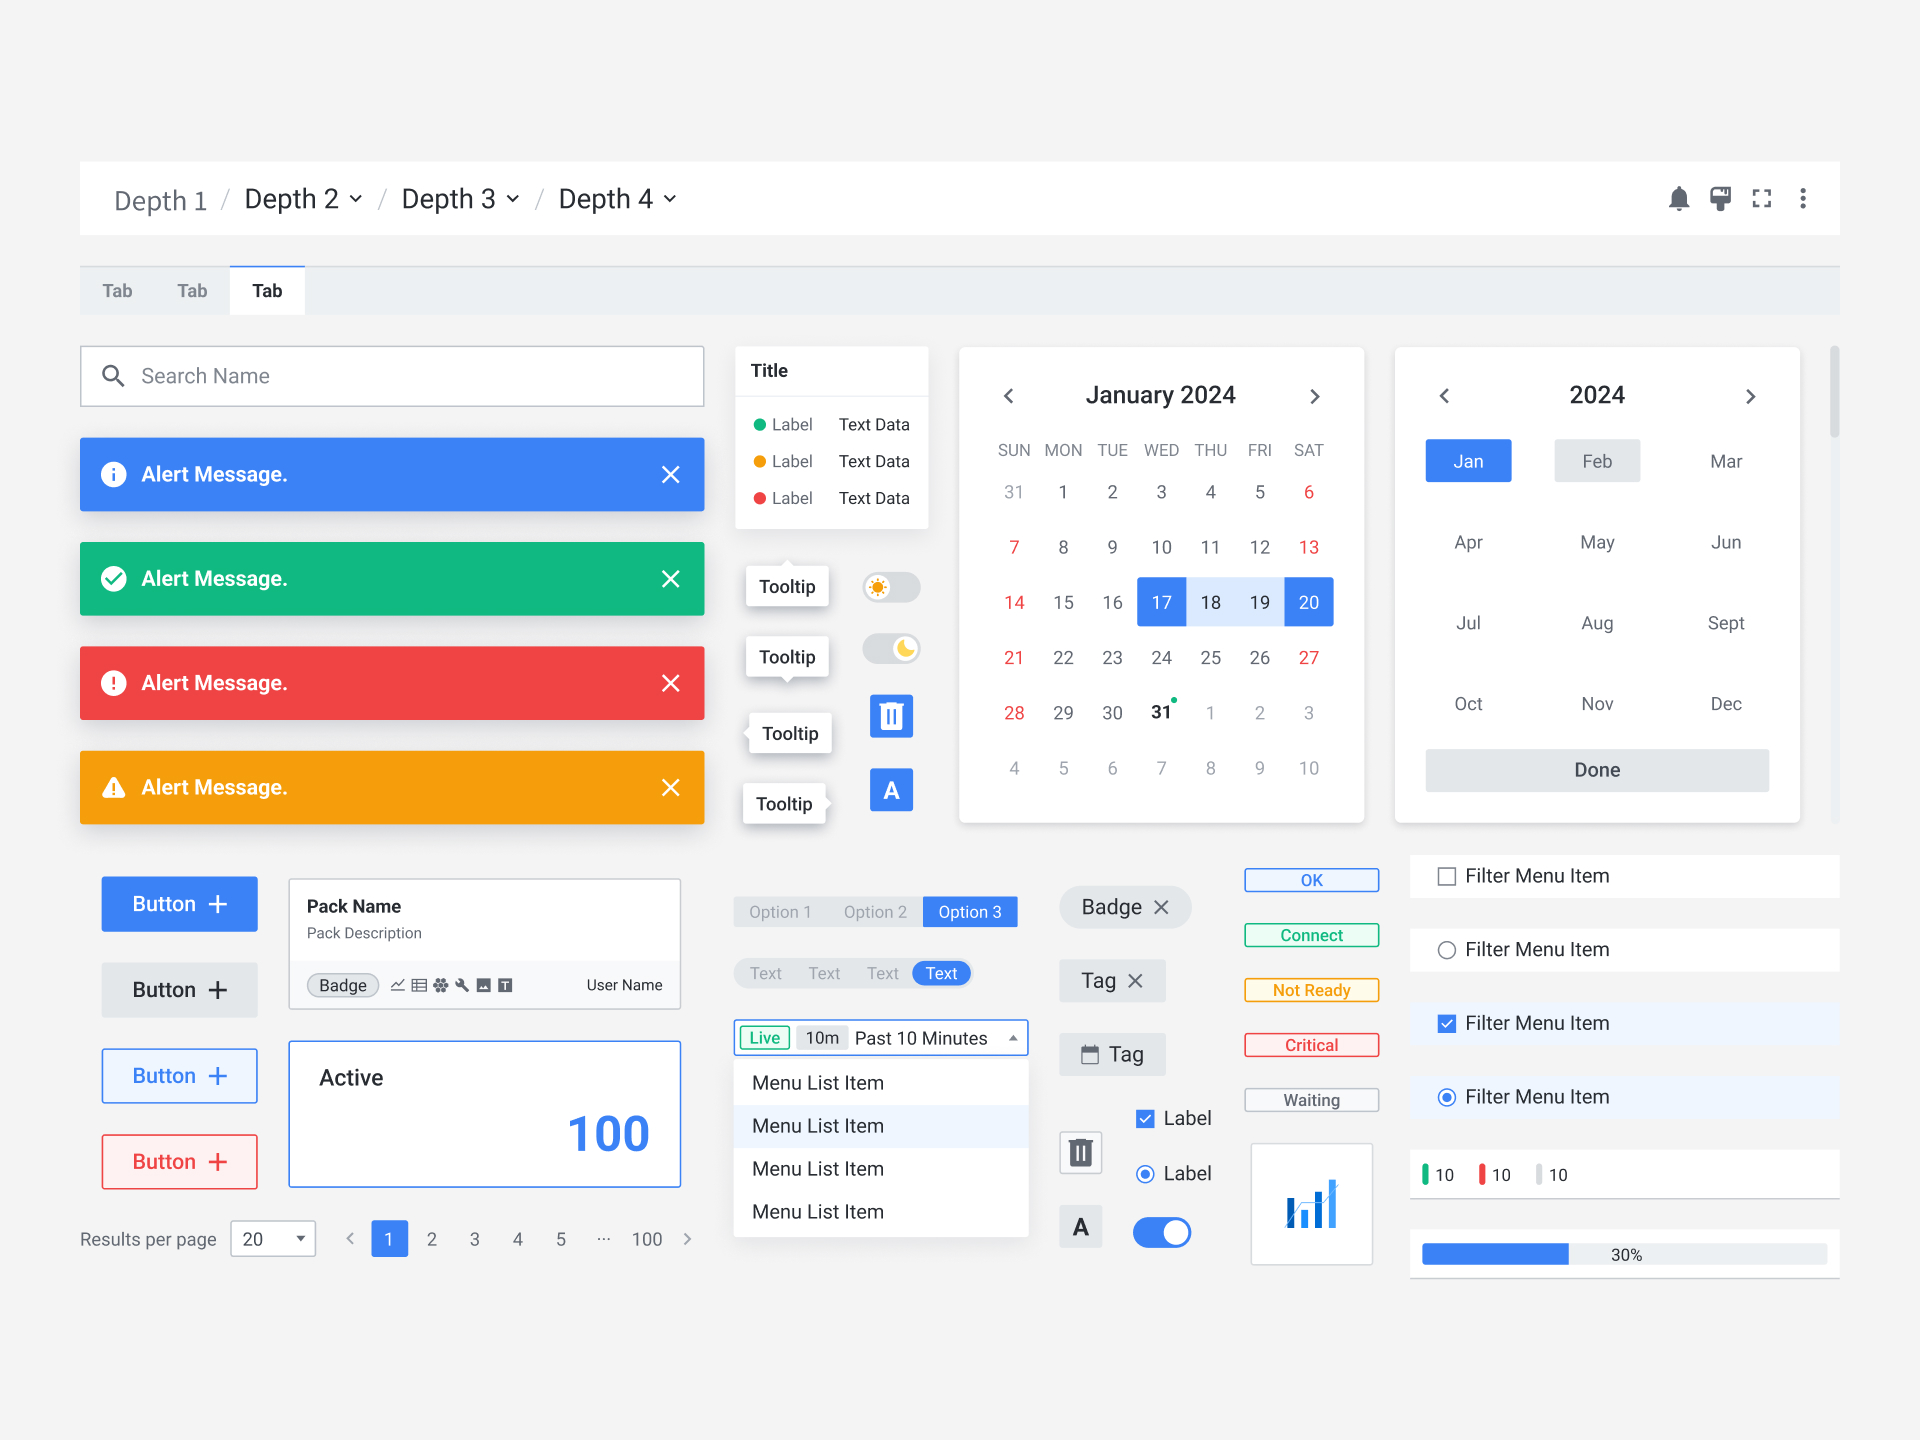 Depth 1 / Depth 2 / Depth 3 / Depth 4
Tab Tab Tab
Search Name
Alert Message.
Alert Message.
Alert Message.
Alert Message.
Title
Label Text Data
Label Text Data
Label Text Data
Tooltip
Tooltip
Tooltip
Tooltip
A
January 2024
SUN MON TUE WED THU FRI SAT
31 1 2 3 4 5 6
7 8 9 10 11 12 13
14 15 16 17 18 19 20
21 22 23 24 25 26 27
28 29 30 31 1 2 3
4 5 6 7 8 9 10
2024
Jan Feb Mar
Apr May Jun
Jul Aug Sept
Oct Nov Dec
Done
Button
Button
Button
Button
Pack Name
Pack Description
Badge T User Name
Active
100
Results per page 20 1 2 3 4 5 ... 100
Option 1 Option 2 Option 3
Text Text Text Text
Live 10m Past 10 Minutes
Menu List Item
Menu List Item
Menu List Item
Menu List Item
Badge
Tag
Tag
Label
Label
A
OK
Connect
Not Ready
Critical
Waiting
Filter Menu Item
Filter Menu Item
Filter Menu Item
Filter Menu Item
10 10 10
30%